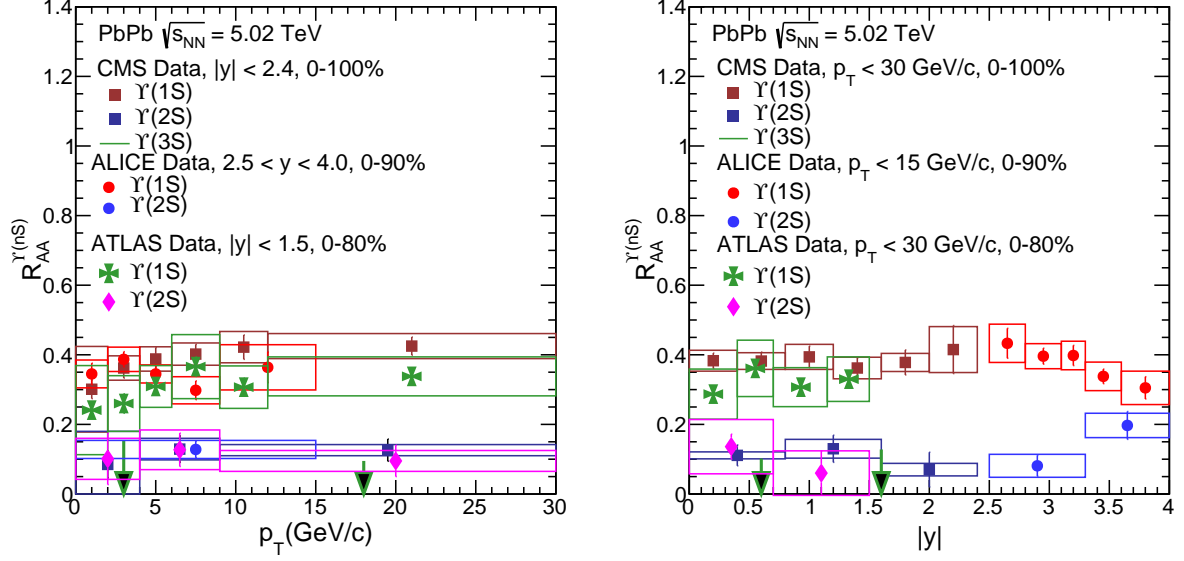 PbPb √s_NN = 5.02 TeV
CMS Data, |y| < 2.4, 0-100%
ϒ(1S)
ϒ(2S)
ϒ(3S)
ALICE Data, 2.5 < y < 4.0, 0-90%
ϒ(1S)
ϒ(2S)
ATLAS Data, |y| < 1.5, 0-80%
ϒ(1S)
ϒ(2S)
R_AA^ϒ(nS)
1.4
1.2
1
0.8
0.6
0.4
0.2
0
0 5 10 15 20 25 30
p_T(GeV/c)
PbPb √s_NN = 5.02 TeV
CMS Data, p_T < 30 GeV/c, 0-100%
ϒ(1S)
ϒ(2S)
ϒ(3S)
ALICE Data, p_T < 15 GeV/c, 0-90%
ϒ(1S)
ϒ(2S)
ATLAS Data, p_T < 30 GeV/c, 0-80%
ϒ(1S)
ϒ(2S)
R_AA^ϒ(nS)
1.4
1.2
1
0.8
0.6
0.4
0.2
0
0 0.5 1 1.5 2 2.5 3 3.5 4
|y|